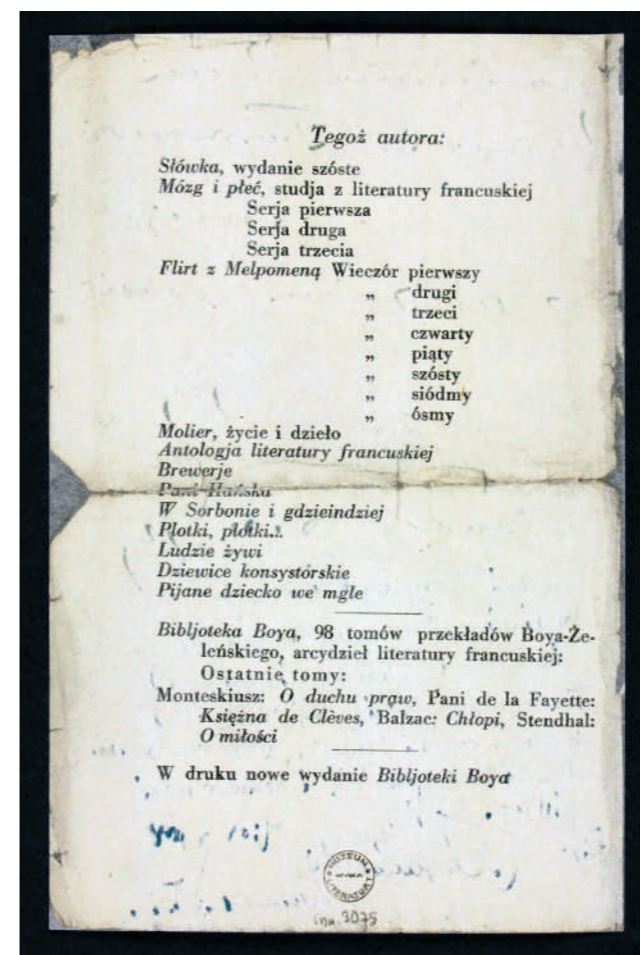 Tegoż autora:
Słówka, wydanie szóste
Mózg i płeć, studja z literatury francuskiej
Serja pierwsza
Serja druga
Serja trzecia
Flirt z Melpomeną Wieczór pierwszy
„ drugi
„ trzeci
„ czwarty
„ piąty
„ szósty
„ siódmy
„ ósmy
Molier, życie i dzieło
Antologja literatury francuskiej
Brewerje
Pani Hańska
W Sorbonie i gdzieindziej
Plotki, plotki...
Ludzie żywi
Dziewice konsystorskie
Pijane dziecko we mgle
Bibljoteka Boya, 98 tomów przekładów Boya-Że-
leńskiego, arcydzieł literatury francuskiej:
Ostatnie tomy:
Monteskiusz: O duchu praw, Pani de la Fayette:
Księżna de Clèves, Balzac: Chłopi, Stendhal:
O miłości
W druku nowe wydanie Bibljoteki Boya
MUZEUM
LITERATURY
inw. 3075